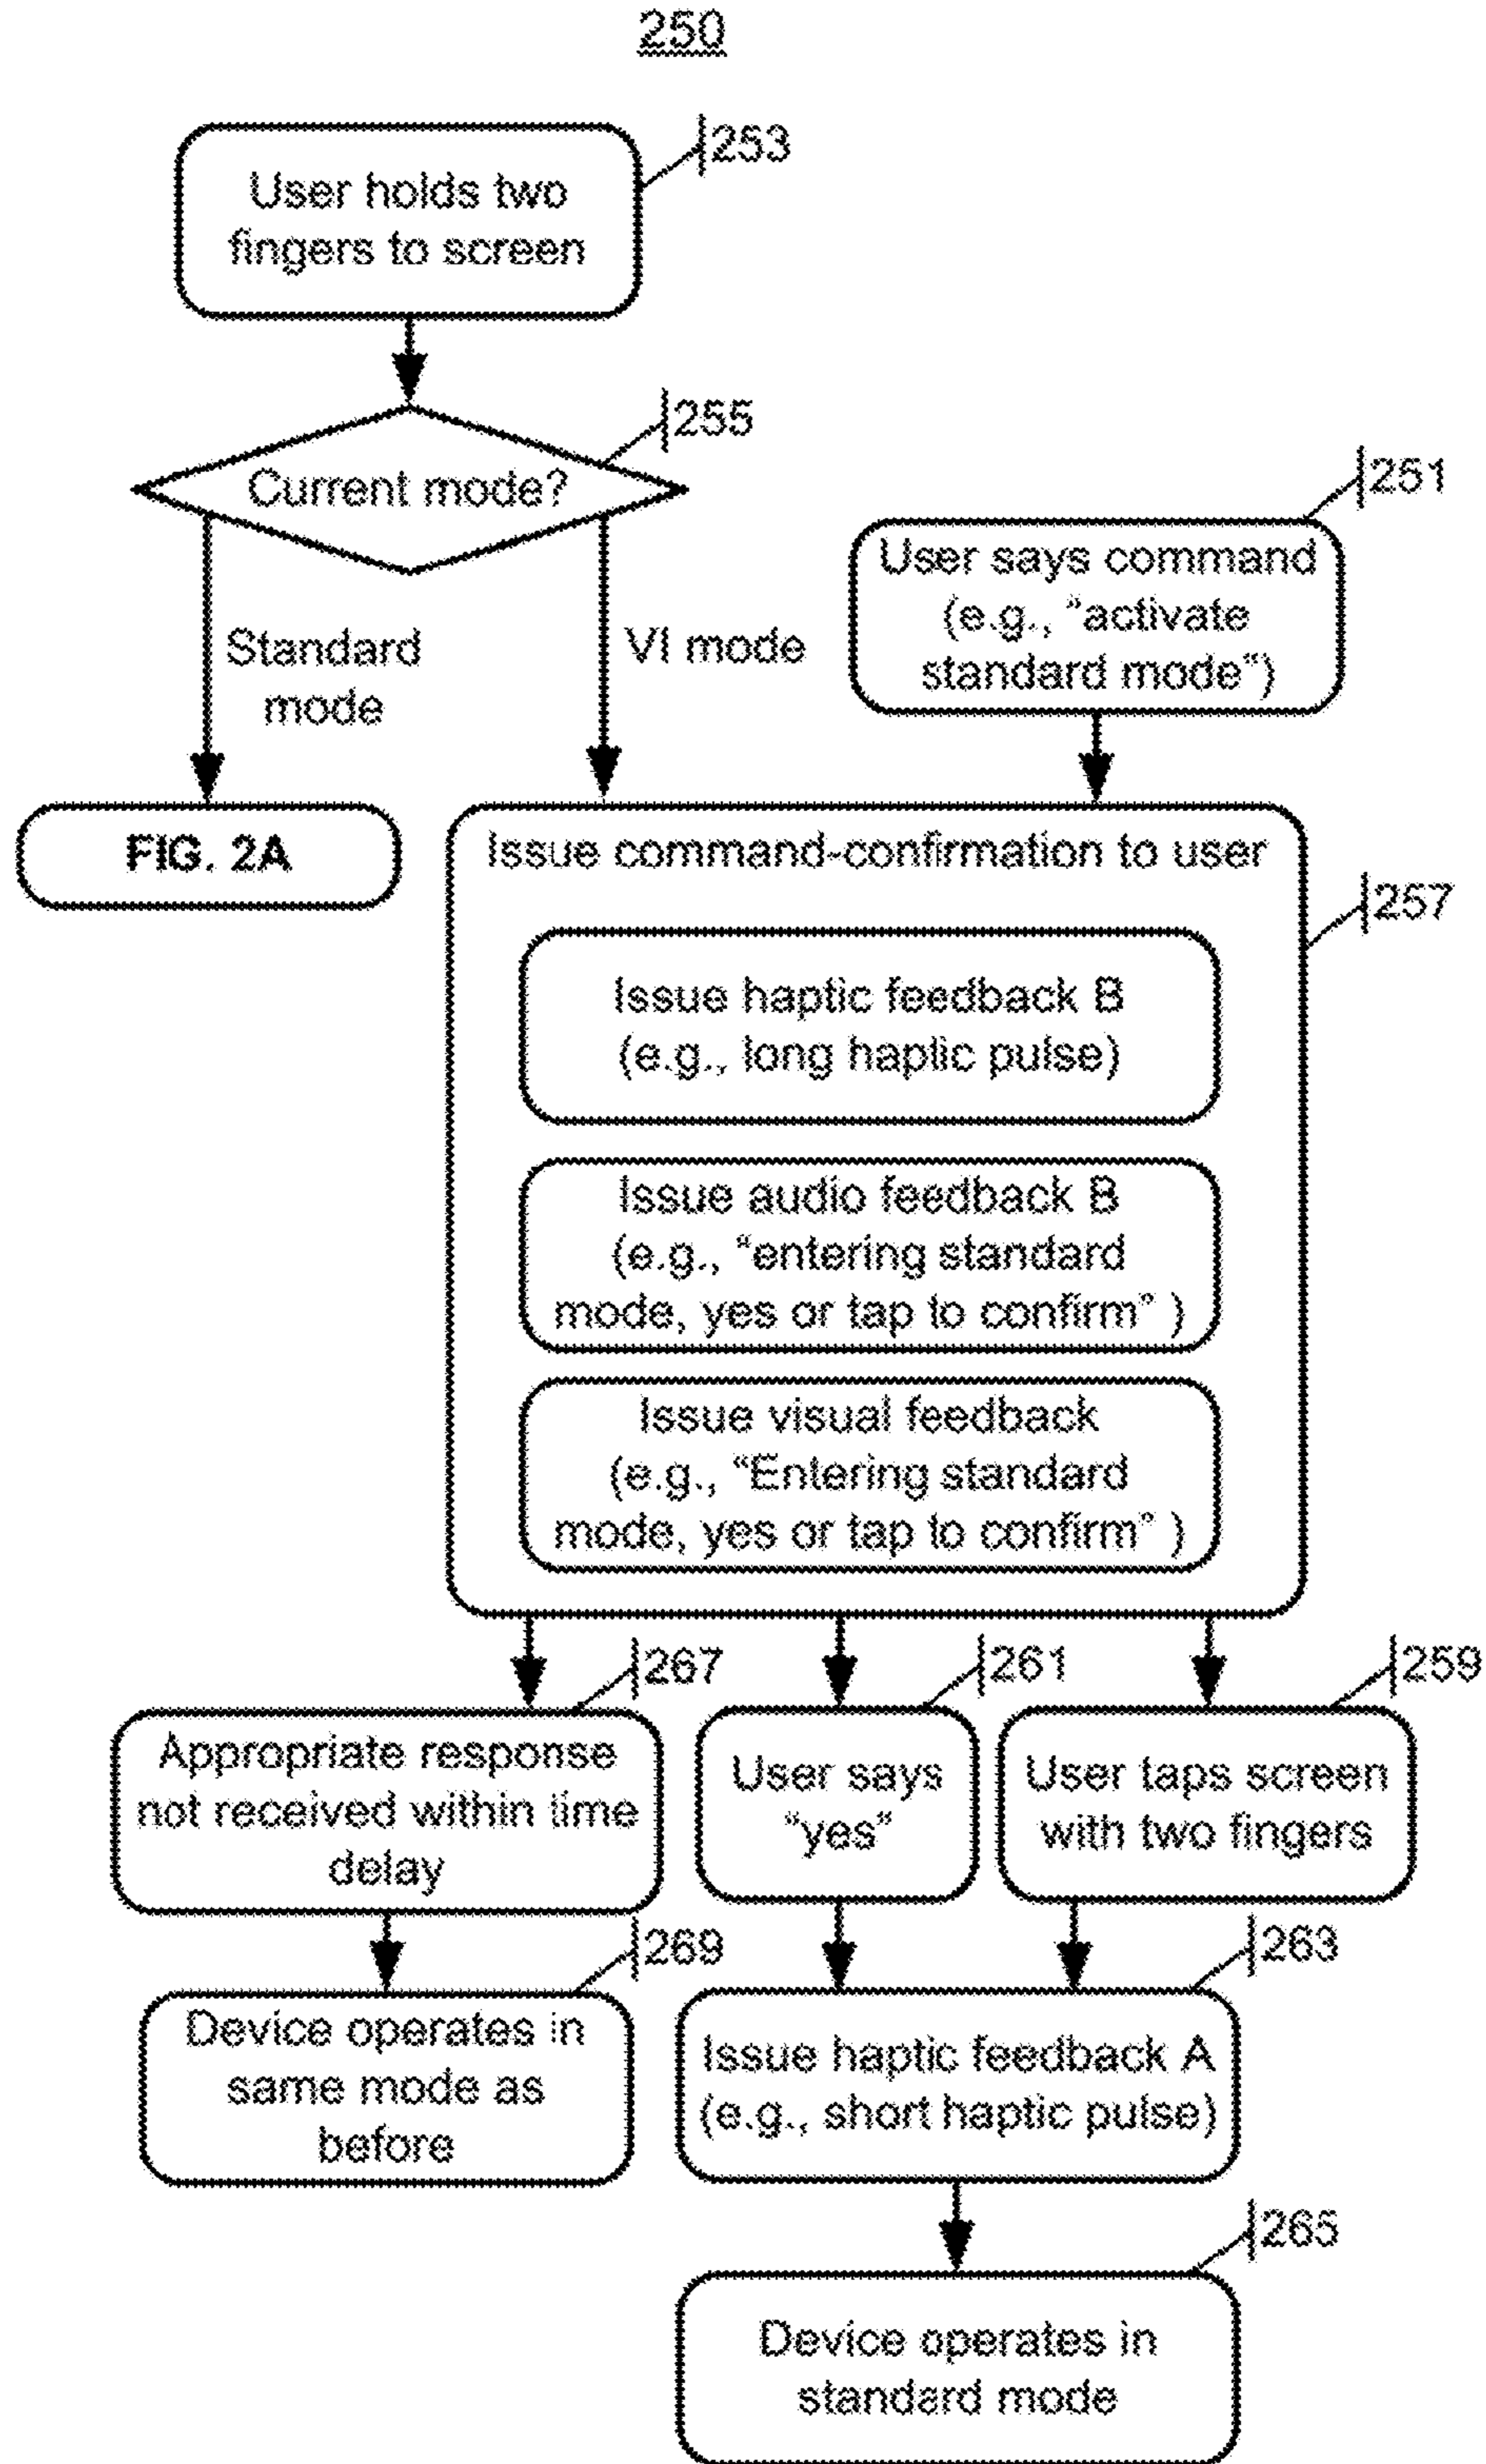 250
253
User holds two
fingers to screen
255
Current mode?
251
User says command
(e.g., “activate
standard mode“)
Standard
mode
VI mode
FIG. 2A
Issue command-confirmation to user
257
Issue haptic feedback B
(e.g., long haptic pulse)
Issue audio feedback B
(e.g., “entering standard
mode, yes or tap to confirm” )
Issue visual feedback
(e.g., “Entering standard
mode, yes or tap to confirm” )
267
261
259
Appropriate response
not received within time
delay
User says
“yes”
User taps screen
with two fingers
269
263
Device operates in
same mode as
before
Issue haptic feedback A
(e.g., short haptic pulse)
265
Device operates in
standard mode